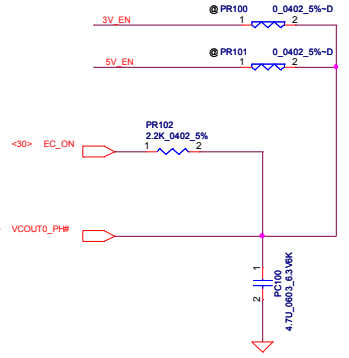 @ PR100 0_0402_5%~D
3V_EN 1 2
@ PR101 0_0402_5%~D
5V_EN 1 2
PR102
2.2K_0402_5%
<30> EC_ON 1 2
VCOUT0_PH#
1
2
PC100
4.7U_0603_6.3V6K